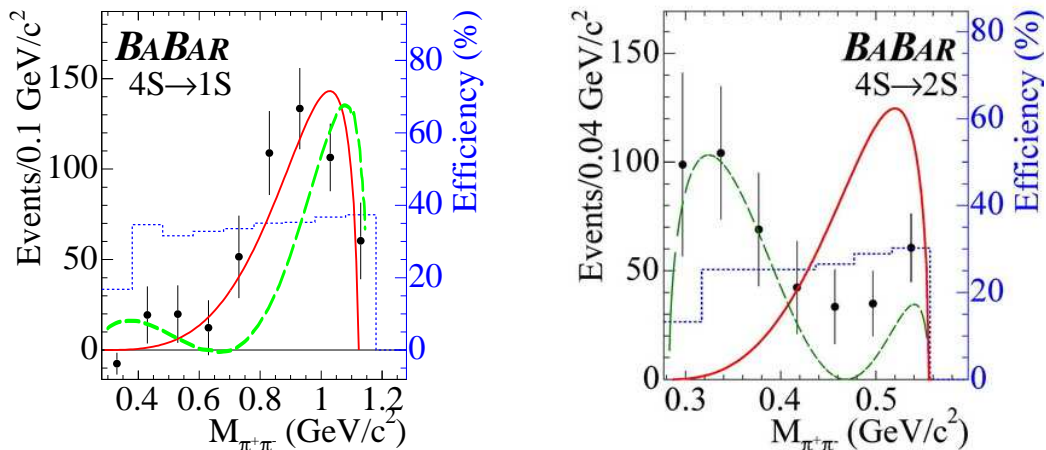 BABAR
4S→1S
Events/0.1 GeV/c²
150
100
50
0
0.4 0.6 0.8 1 1.2
M_π⁺π⁻ (GeV/c²)
80
60
40
20
0
Efficiency (%)
BABAR
4S→2S
Events/0.04 GeV/c²
150
100
50
0
0.3 0.4 0.5
M_π⁺π⁻ (GeV/c²)
80
60
40
20
0
Efficiency (%)